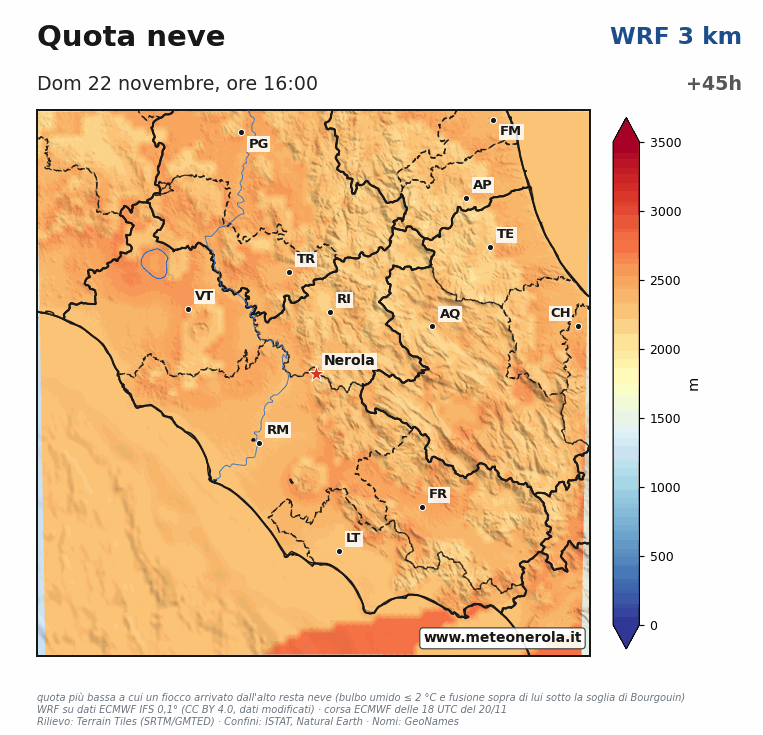 Quota neve
WRF 3 km
Dom 22 novembre, ore 16:00
+45h
FM
PG
AP
TE
TR
VT
RI
AQ
CH
Nerola
RM
FR
LT
www.meteonerola.it
3500
3000
2500
2000
1500
1000
500
0
m
quota più bassa a cui un fiocco arrivato dall'alto resta neve (bulbo umido ≤ 2 °C e fusione sopra di lui sotto la soglia di Bourgouin)
WRF su dati ECMWF IFS 0,1° (CC BY 4.0, dati modificati) · corsa ECMWF delle 18 UTC del 20/11
Rilievo: Terrain Tiles (SRTM/GMTED) · Confini: ISTAT, Natural Earth · Nomi: GeoNames